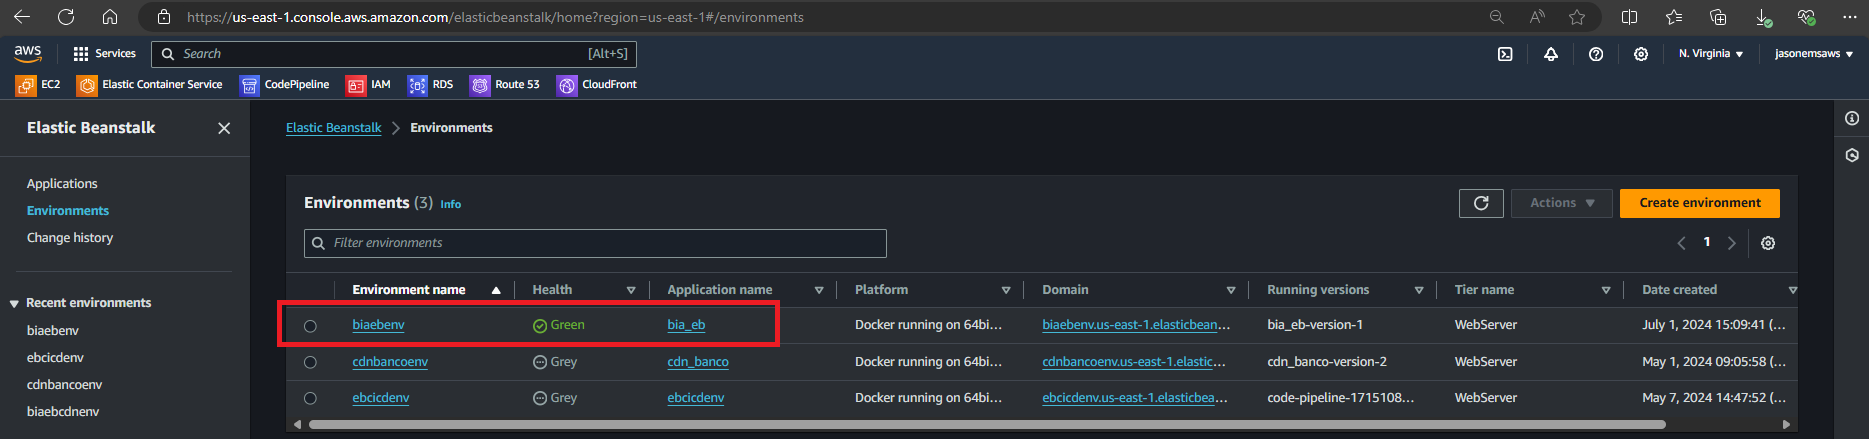 https://us-east-1.console.aws.amazon.com/elasticbeanstalk/home?region=us-east-1#/environments
aws Services Search [Alt+S] N. Virginia jasonemsaws
EC2 Elastic Container Service CodePipeline IAM RDS Route 53 CloudFront
Elastic Beanstalk
Applications
Environments
Change history
Recent environments
biaebenv
ebcicdenv
cdnbancoenv
biaebcdnenv
Elastic Beanstalk > Environments
Environments (3) Info Actions Create environment
Filter environments 1
Environment name Health Application name Platform Domain Running versions Tier name Date created
biaebenv Green bia_eb Docker running on 64bi... biaebenv.us-east-1.elasticbean... bia_eb-version-1 WebServer July 1, 2024 15:09:41 (...
cdnbancoenv Grey cdn_banco Docker running on 64bi... cdnbancoenv.us-east-1.elastic... cdn_banco-version-2 WebServer May 1, 2024 09:05:58 (...
ebcicdenv Grey ebcicdenv Docker running on 64bi... ebcicdenv.us-east-1.elasticbea... code-pipeline-1715108... WebServer May 7, 2024 14:47:52 (...